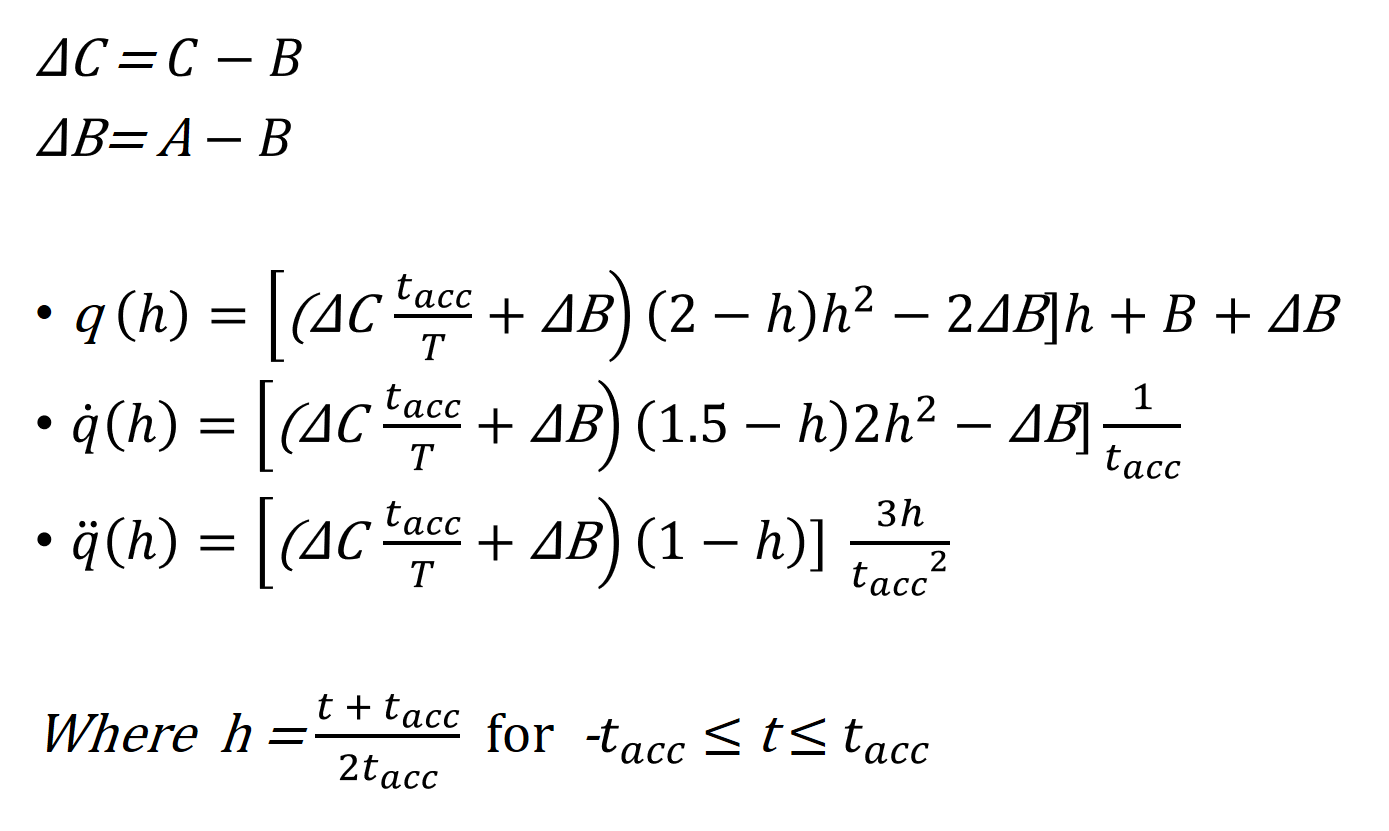 ΔC = C − B
ΔB= A − B
• q (h) = [(ΔC t_acc/T + ΔB) (2 − h)h² − 2ΔB]h + B + ΔB
• q̇(h) = [(ΔC t_acc/T + ΔB) (1.5 − h)2h² − ΔB] 1/t_acc
• q̈(h) = [(ΔC t_acc/T + ΔB) (1 − h)] 3h/t_acc²
Where h = (t + t_acc)/(2t_acc) for -t_acc ≤ t ≤ t_acc